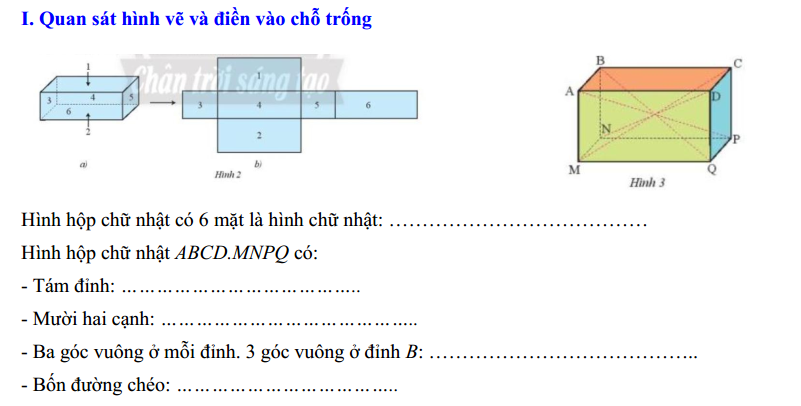 I. Quan sát hình vẽ và điền vào chỗ trống
Chân trời sáng tạo
1
3 4 5
6
2
a)
1
3 4 5 6
2
b)
Hình 2
B C
A D
N P
M Q
Hình 3
Hình hộp chữ nhật có 6 mặt là hình chữ nhật: …………………………………
Hình hộp chữ nhật ABCD.MNPQ có:
- Tám đỉnh: …………………………………..
- Mười hai cạnh: ……………………………………..
- Ba góc vuông ở mỗi đỉnh. 3 góc vuông ở đỉnh B: …………………………………..
- Bốn đường chéo: ………………………………..